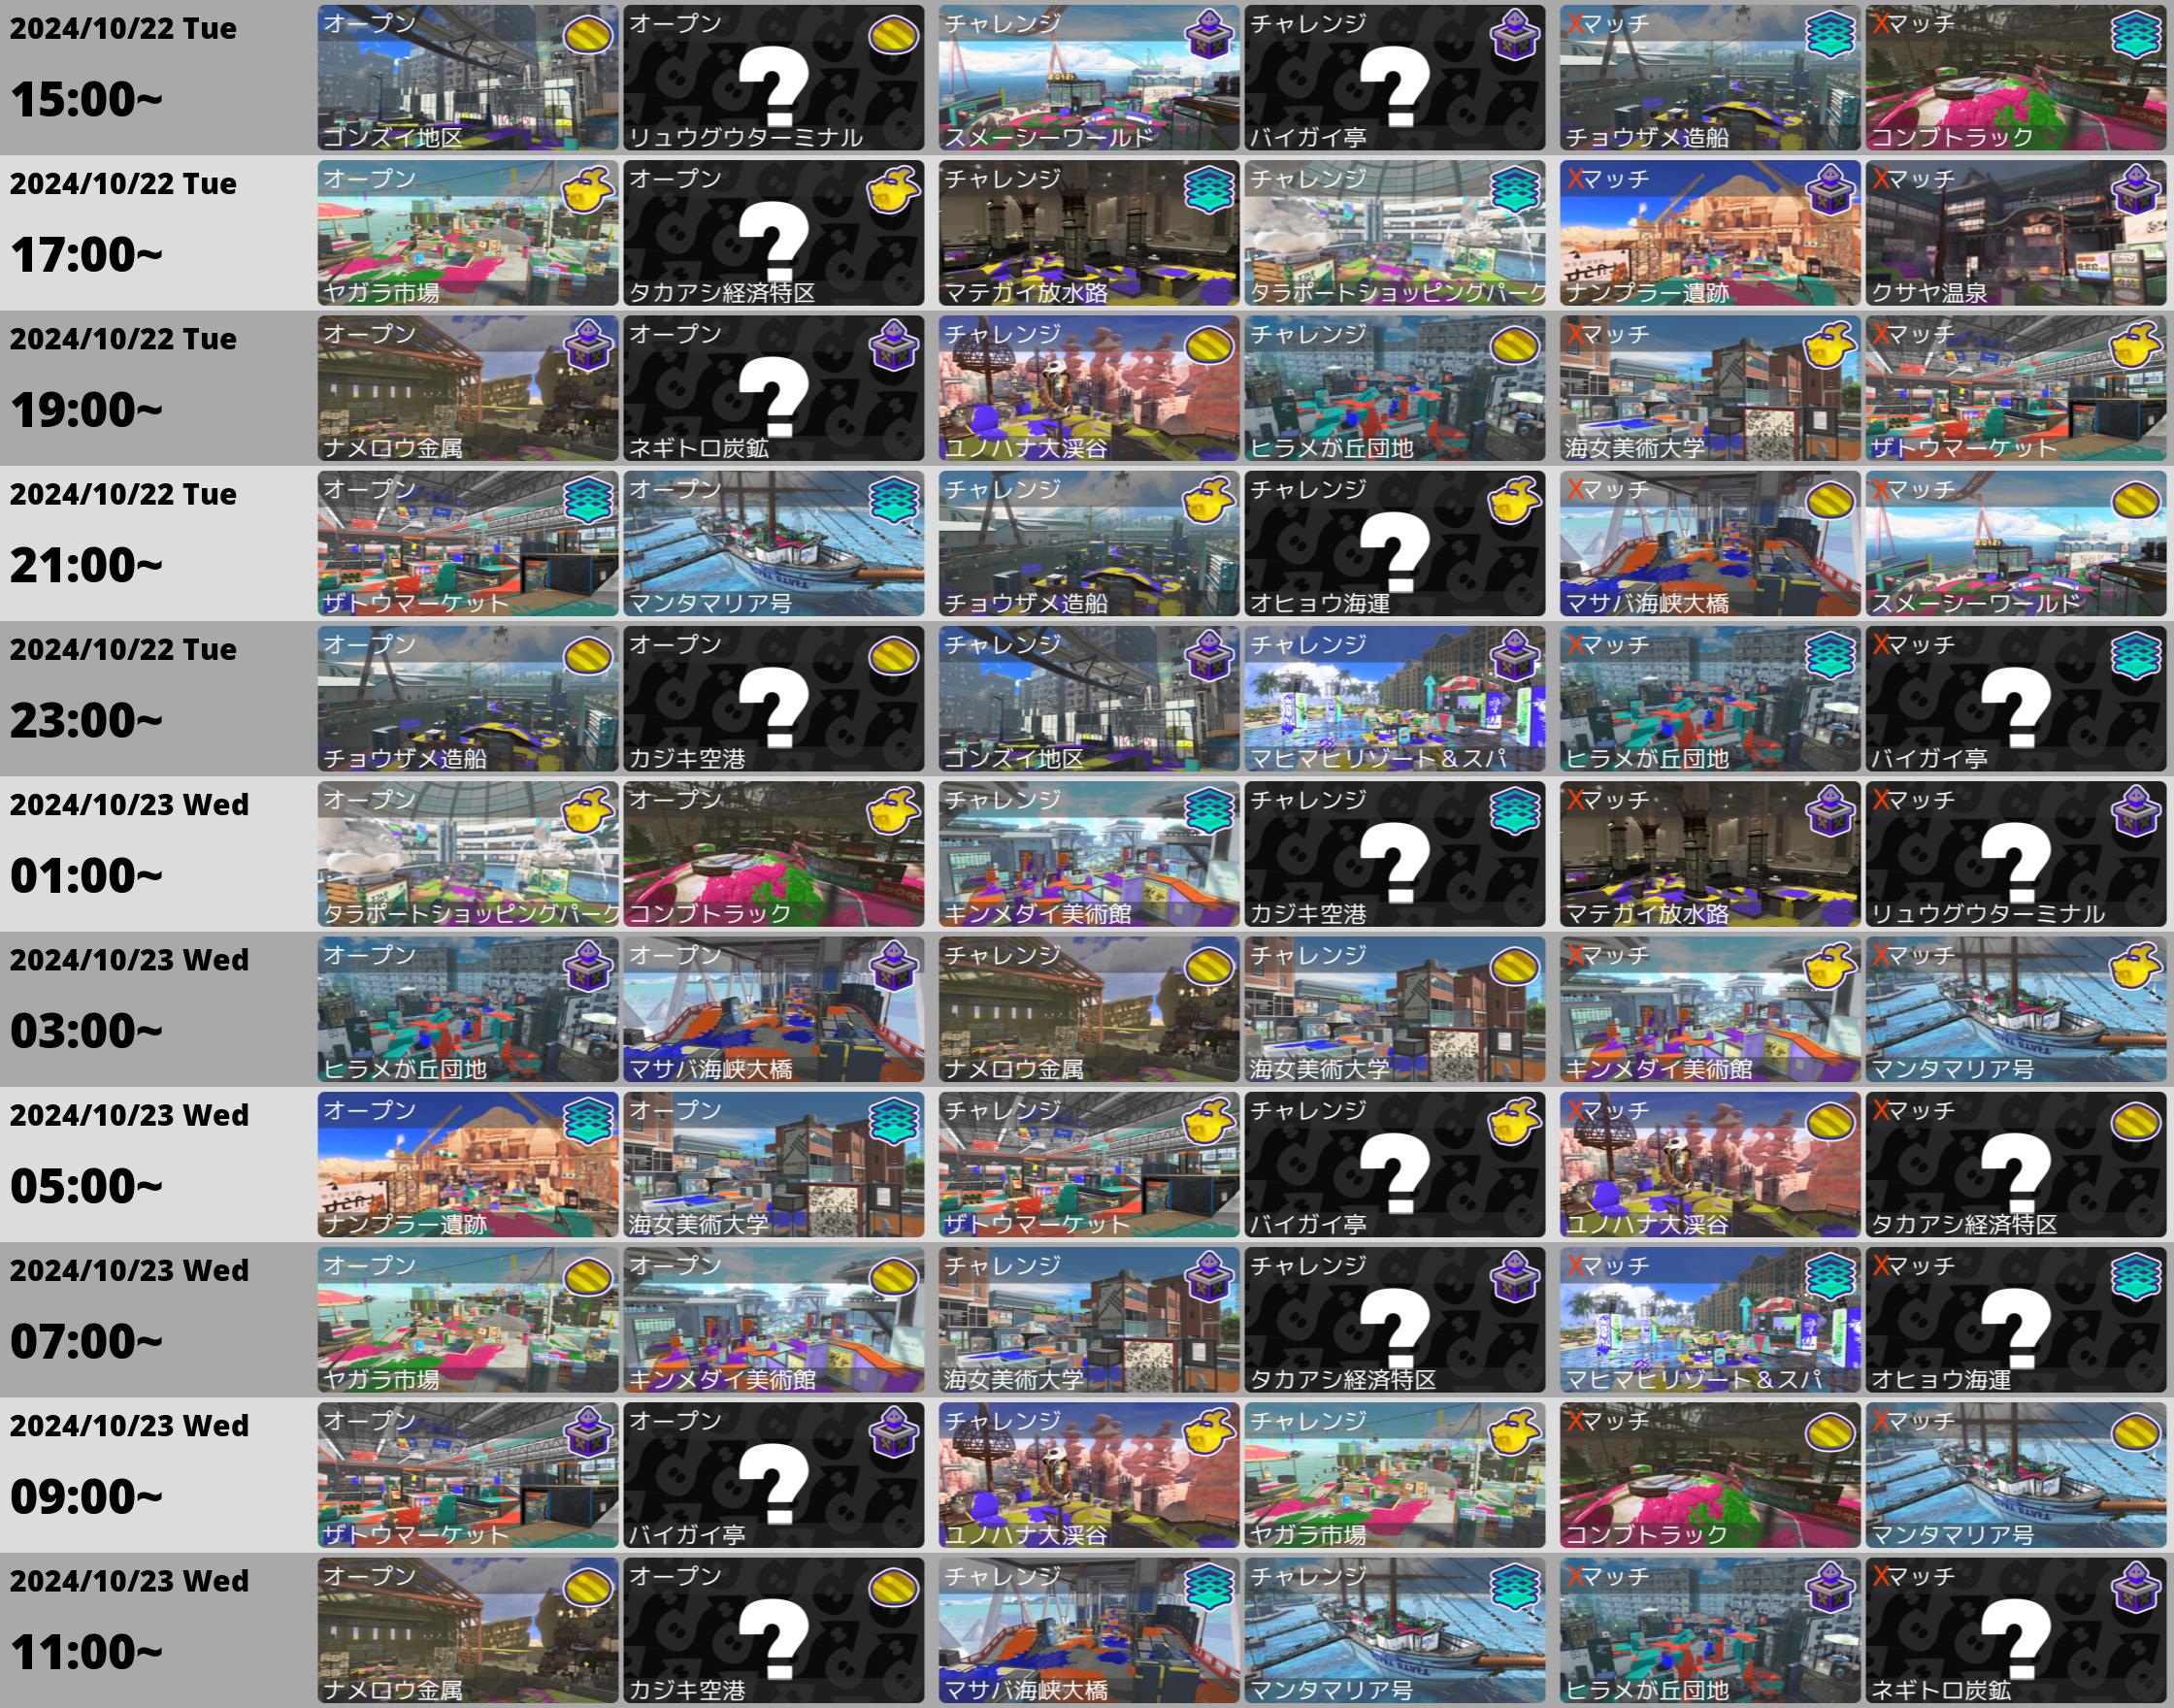 2024/10/22 Tue
15:00~
オープン オープン チャレンジ チャレンジ Xマッチ Xマッチ
ゴンズイ地区 リュウグウターミナル スメーシーワールド バイガイ亭 チョウザメ造船 コンブトラック
2024/10/22 Tue
17:00~
オープン オープン チャレンジ チャレンジ Xマッチ Xマッチ
ヤガラ市場 タカアシ経済特区 マテガイ放水路 タラポートショッピングパーク ナンプラー遺跡 クサヤ温泉
2024/10/22 Tue
19:00~
オープン オープン チャレンジ チャレンジ Xマッチ Xマッチ
ナメロウ金属 ネギトロ炭鉱 ユノハナ大渓谷 ヒラメが丘団地 海女美術大学 ザトウマーケット
2024/10/22 Tue
21:00~
オープン オープン チャレンジ チャレンジ Xマッチ Xマッチ
ザトウマーケット マンタマリア号 チョウザメ造船 オヒョウ海運 マサバ海峡大橋 スメーシーワールド
2024/10/22 Tue
23:00~
オープン オープン チャレンジ チャレンジ Xマッチ Xマッチ
チョウザメ造船 カジキ空港 ゴンズイ地区 マヒマヒリゾート＆スパ ヒラメが丘団地 バイガイ亭
2024/10/23 Wed
01:00~
オープン オープン チャレンジ チャレンジ Xマッチ Xマッチ
タラポートショッピングパーク コンブトラック キンメダイ美術館 カジキ空港 マテガイ放水路 リュウグウターミナル
2024/10/23 Wed
03:00~
オープン オープン チャレンジ チャレンジ Xマッチ Xマッチ
ヒラメが丘団地 マサバ海峡大橋 ナメロウ金属 海女美術大学 キンメダイ美術館 マンタマリア号
2024/10/23 Wed
05:00~
オープン オープン チャレンジ チャレンジ Xマッチ Xマッチ
ナンプラー遺跡 海女美術大学 ザトウマーケット バイガイ亭 ユノハナ大渓谷 タカアシ経済特区
2024/10/23 Wed
07:00~
オープン オープン チャレンジ チャレンジ Xマッチ Xマッチ
ヤガラ市場 キンメダイ美術館 海女美術大学 タカアシ経済特区 マヒマヒリゾート＆スパ オヒョウ海運
2024/10/23 Wed
09:00~
オープン オープン チャレンジ チャレンジ Xマッチ Xマッチ
ザトウマーケット バイガイ亭 ユノハナ大渓谷 ヤガラ市場 コンブトラック マンタマリア号
2024/10/23 Wed
11:00~
オープン オープン チャレンジ チャレンジ Xマッチ Xマッチ
ナメロウ金属 カジキ空港 マサバ海峡大橋 マンタマリア号 ヒラメが丘団地 ネギトロ炭鉱